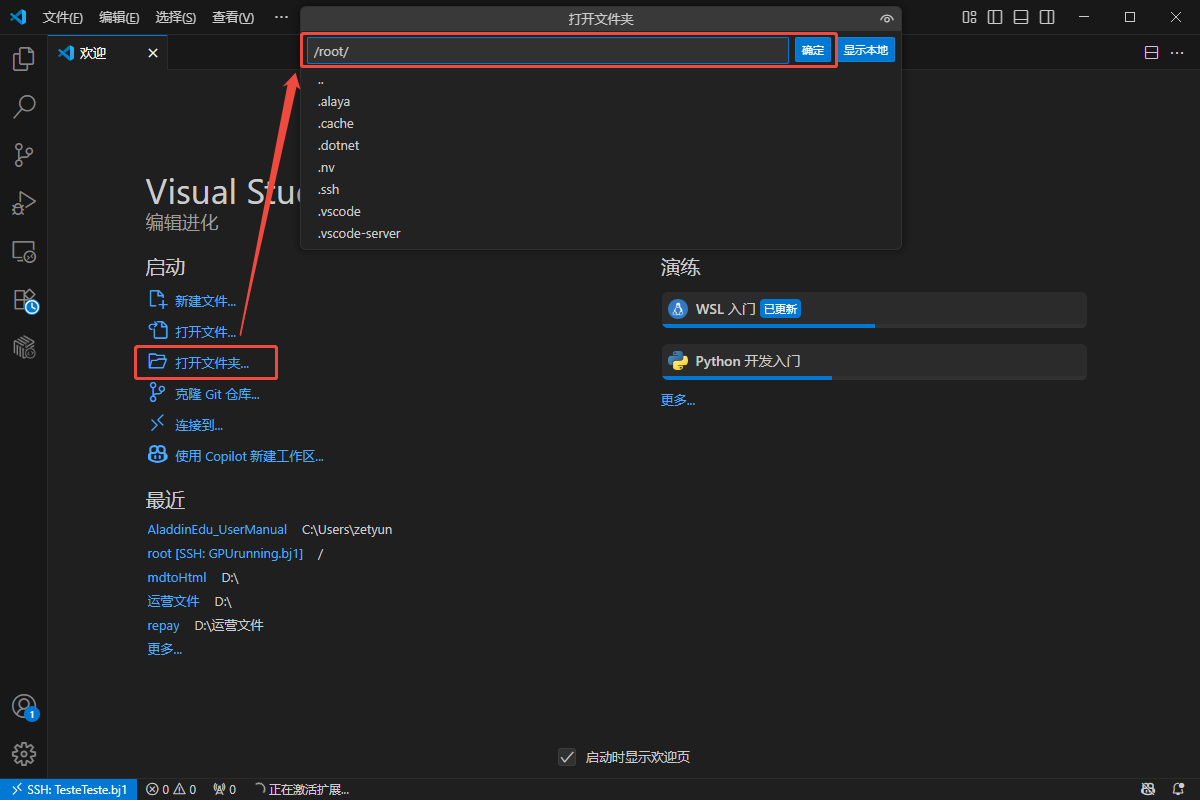 文件(F) 编辑(E) 选择(S) 查看(V) ··· 打开文件夹
欢迎
/root/ 确定 显示本地
..
.alaya
.cache
.dotnet
.nv
.ssh
.vscode
.vscode-server
Visual Stu
编辑进化
启动
新建文件...
打开文件...
打开文件夹...
克隆 Git 仓库...
连接到...
使用 Copilot 新建工作区...
最近
AladdinEdu_UserManual C:\Users\zetyun
root [SSH: GPUrunning.bj1] /
mdtoHtml D:\
运营文件 D:\
repay D:\运营文件
更多...
演练
WSL 入门 已更新
Python 开发入门
更多...
启动时显示欢迎页
1
SSH: TesteTeste.bj1 0 0 0 正在激活扩展...